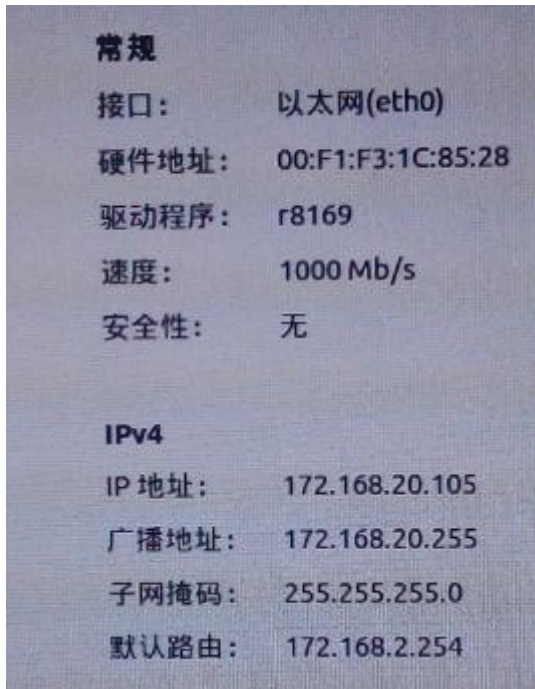 常规
接口： 以太网(eth0)
硬件地址： 00:F1:F3:1C:85:28
驱动程序： r8169
速度： 1000 Mb/s
安全性： 无
IPv4
IP 地址： 172.168.20.105
广播地址： 172.168.20.255
子网掩码： 255.255.255.0
默认路由： 172.168.2.254